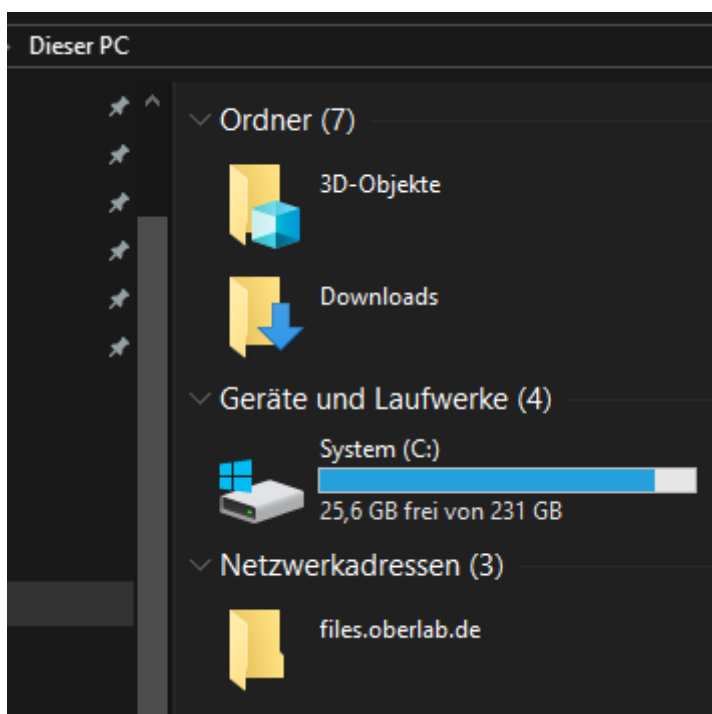 Dieser PC
Ordner (7)
3D-Objekte
Downloads
Geräte und Laufwerke (4)
System (C:)
25,6 GB frei von 231 GB
Netzwerkadressen (3)
files.oberlab.de